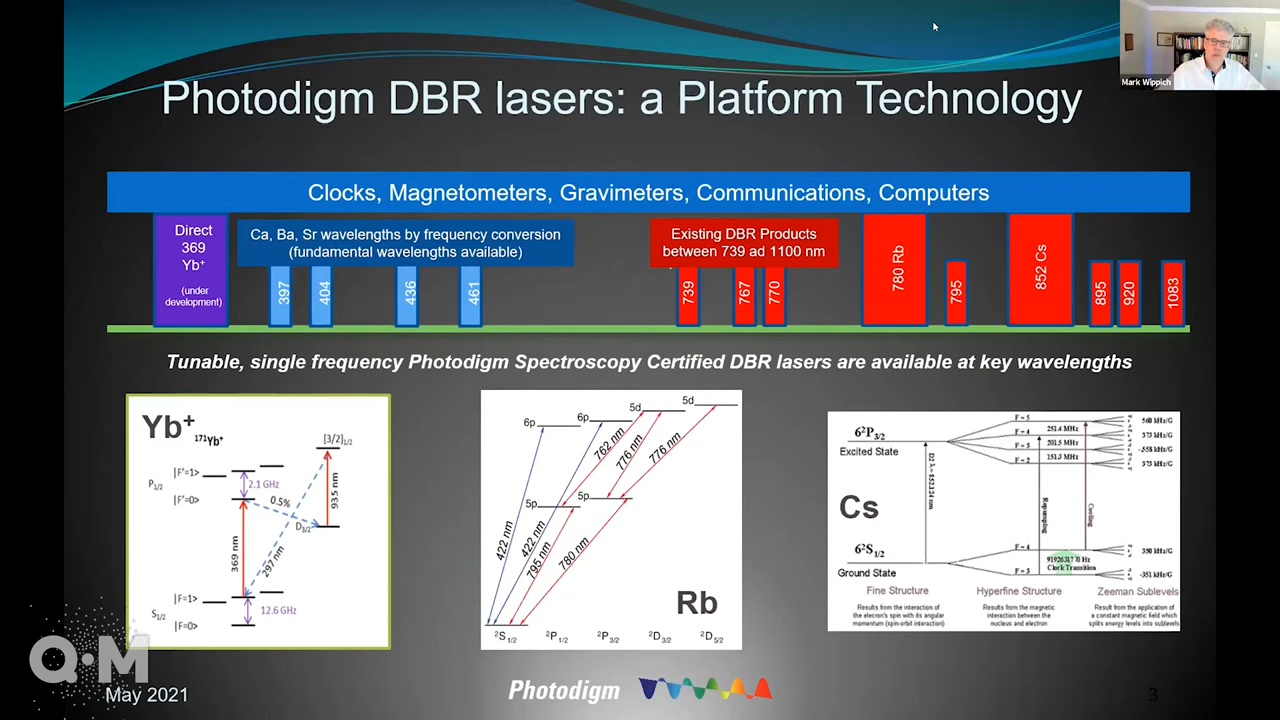 Mark Wippich
Photodigm DBR lasers: a Platform Technology
Clocks, Magnetometers, Gravimeters, Communications, Computers
Direct
369
Yb⁺
(under
development)
Ca, Ba, Sr wavelengths by frequency conversion
(fundamental wavelengths available)
397
404
436
461
Existing DBR Products
between 739 ad 1100 nm
739
767
770
780 Rb
795
852 Cs
895
920
1083
Tunable, single frequency Photodigm Spectroscopy Certified DBR lasers are available at key wavelengths
Yb⁺
¹⁷¹Yb⁺
[3/2]₁/₂
|F'=1>
P₁/₂
2.1 GHz
|F'=0>
0.5%
935 nm
D₃/₂
369 nm
297 nm
|F=1>
S₁/₂
12.6 GHz
|F=0>
6p
6p
5d
5d
762 nm
776 nm
776 nm
5p
5p
422 nm
422 nm
795 nm
780 nm
Rb
²S₁/₂
²P₁/₂
²P₃/₂
²D₃/₂
²D₅/₂
6²P₃/₂
Excited State
F = 5
F = 4
F = 3
F = 2
251.4 MHz
201.5 MHz
151.3 MHz
560 kHz/G
373 kHz/G
-558 kHz/G
373 kHz/G
Cs
Repumping
Cooling
6²S₁/₂
Ground State
F = 4
F = 3
9192631770 Hz
Clock Transition
350 kHz/G
-351 kHz/G
Fine Structure
Hyperfine Structure
Zeeman Sublevels
Results from the interaction of
the elecron's spin with its angular
momentum (spin-orbit interaction)
Results from the magnetic
interaction between the
nucleus and electron
Result from the application of
a constant magnetic field which
splits energy levels into sublevels
Q·M
May 2021
Photodigm
3